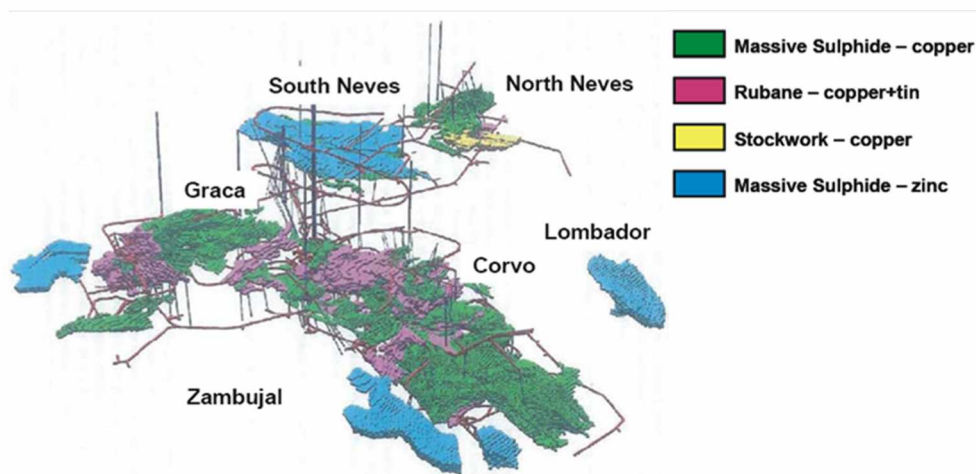 South Neves
North Neves
Graca
Lombador
Corvo
Zambujal
Massive Sulphide – copper
Rubane – copper+tin
Stockwork – copper
Massive Sulphide – zinc